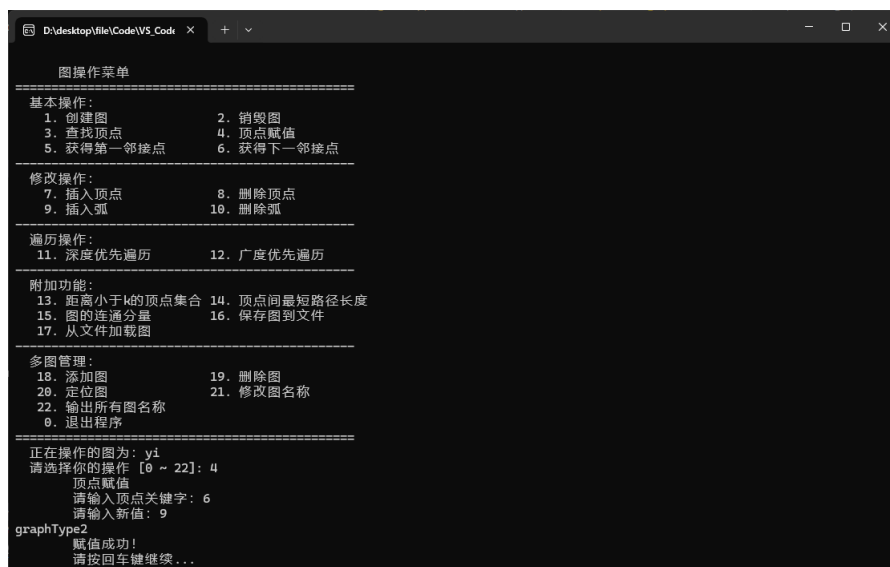 D:\desktop\file\Code\VS_Code
图操作菜单
============================================
基本操作:
1. 创建图 2. 销毁图
3. 查找顶点 4. 顶点赋值
5. 获得第一邻接点 6. 获得下一邻接点
--------------------------------------------
修改操作:
7. 插入顶点 8. 删除顶点
9. 插入弧 10. 删除弧
--------------------------------------------
遍历操作:
11. 深度优先遍历 12. 广度优先遍历
--------------------------------------------
附加功能:
13. 距离小于k的顶点集合 14. 顶点间最短路径长度
15. 图的连通分量 16. 保存图到文件
17. 从文件加载图
--------------------------------------------
多图管理:
18. 添加图 19. 删除图
20. 定位图 21. 修改图名称
22. 输出所有图名称
0. 退出程序
============================================
正在操作的图为: yi
请选择你的操作 [0 ~ 22]: 4
顶点赋值
请输入顶点关键字: 6
请输入新值: 9
graphType2
赋值成功!
请按回车键继续...